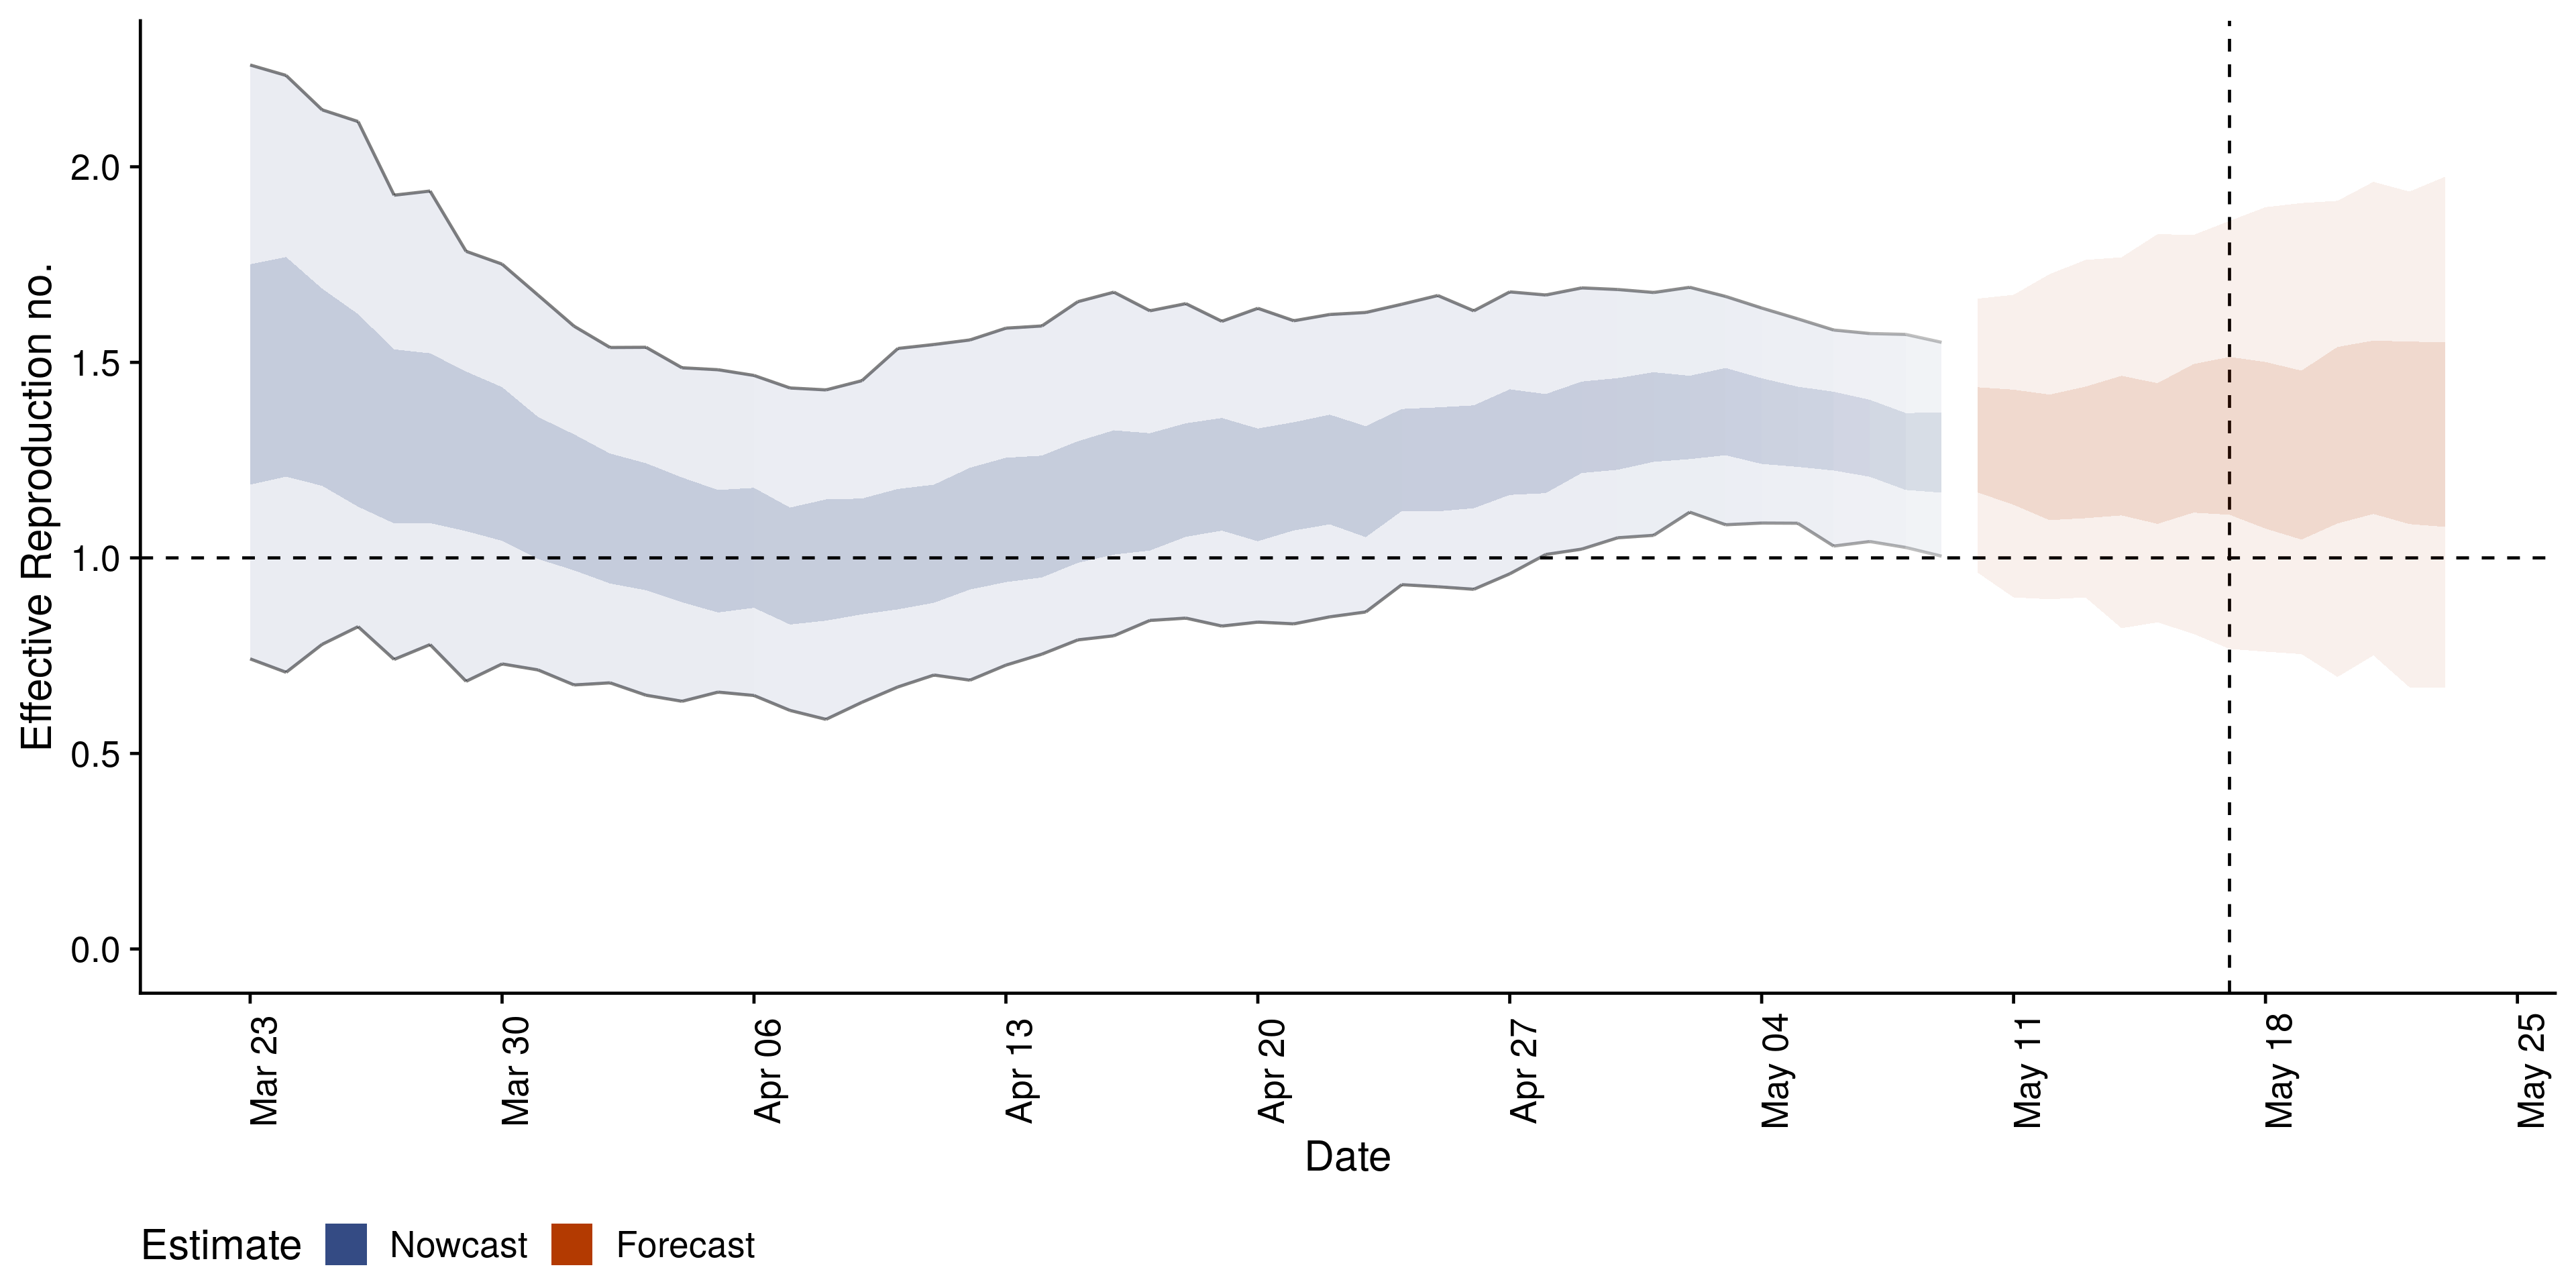 Effective Reproduction no.
2.0
1.5
1.0
0.5
0.0
Mar 23
Mar 30
Apr 06
Apr 13
Apr 20
Apr 27
May 04
May 11
May 18
May 25
Date
Estimate Nowcast Forecast